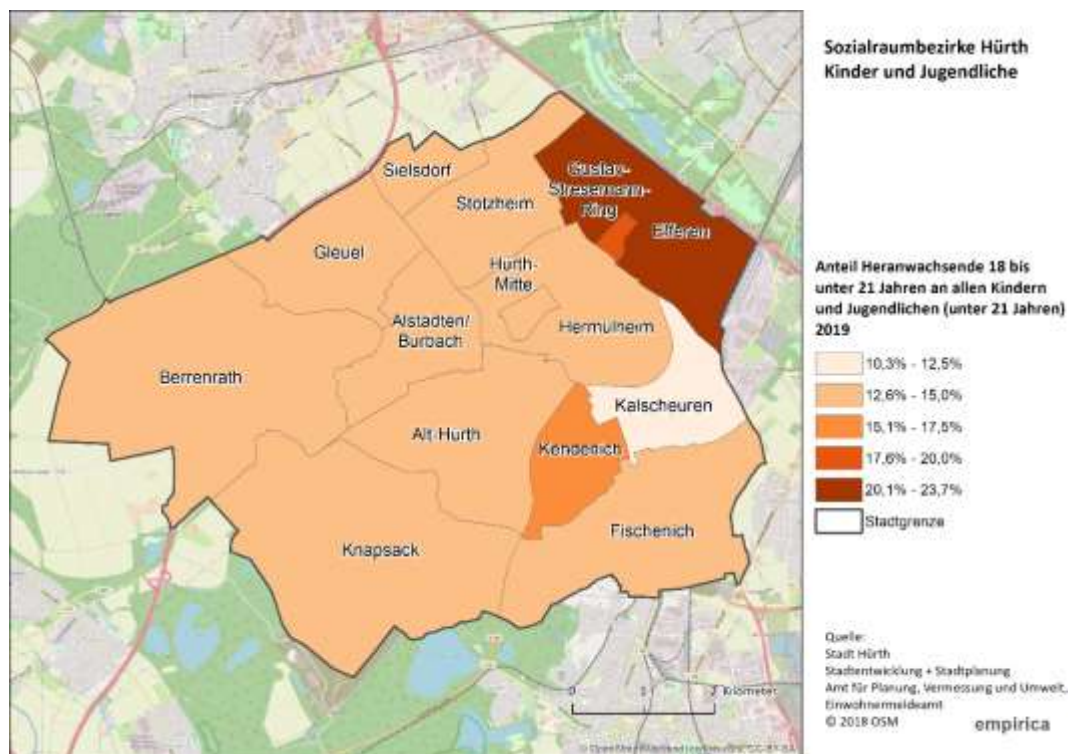 Sozialraumbezirke Hürth
Kinder und Jugendliche
Sielsdorf
Gustav-
Stresemann-
Ring
Stotzheim
Efferen
Gleuel
Hürth-
Mitte
Alstädten/
Burbach
Hermülheim
Berrenrath
Kalscheuren
Alt-Hürth
Kendenich
Fischenich
Knapsack
Anteil Heranwachsende 18 bis
unter 21 Jahren an allen Kindern
und Jugendlichen (unter 21 Jahren)
2019
10,3% - 12,5%
12,6% - 15,0%
15,1% - 17,5%
17,6% - 20,0%
20,1% - 23,7%
Stadtgrenze
Quelle:
Stadt Hürth
Stadtentwicklung + Stadtplanung
Amt für Planung, Vermessung und Umwelt,
Einwohnermeldeamt
© 2018 OSM
empirica
0 1 2 Kilometer